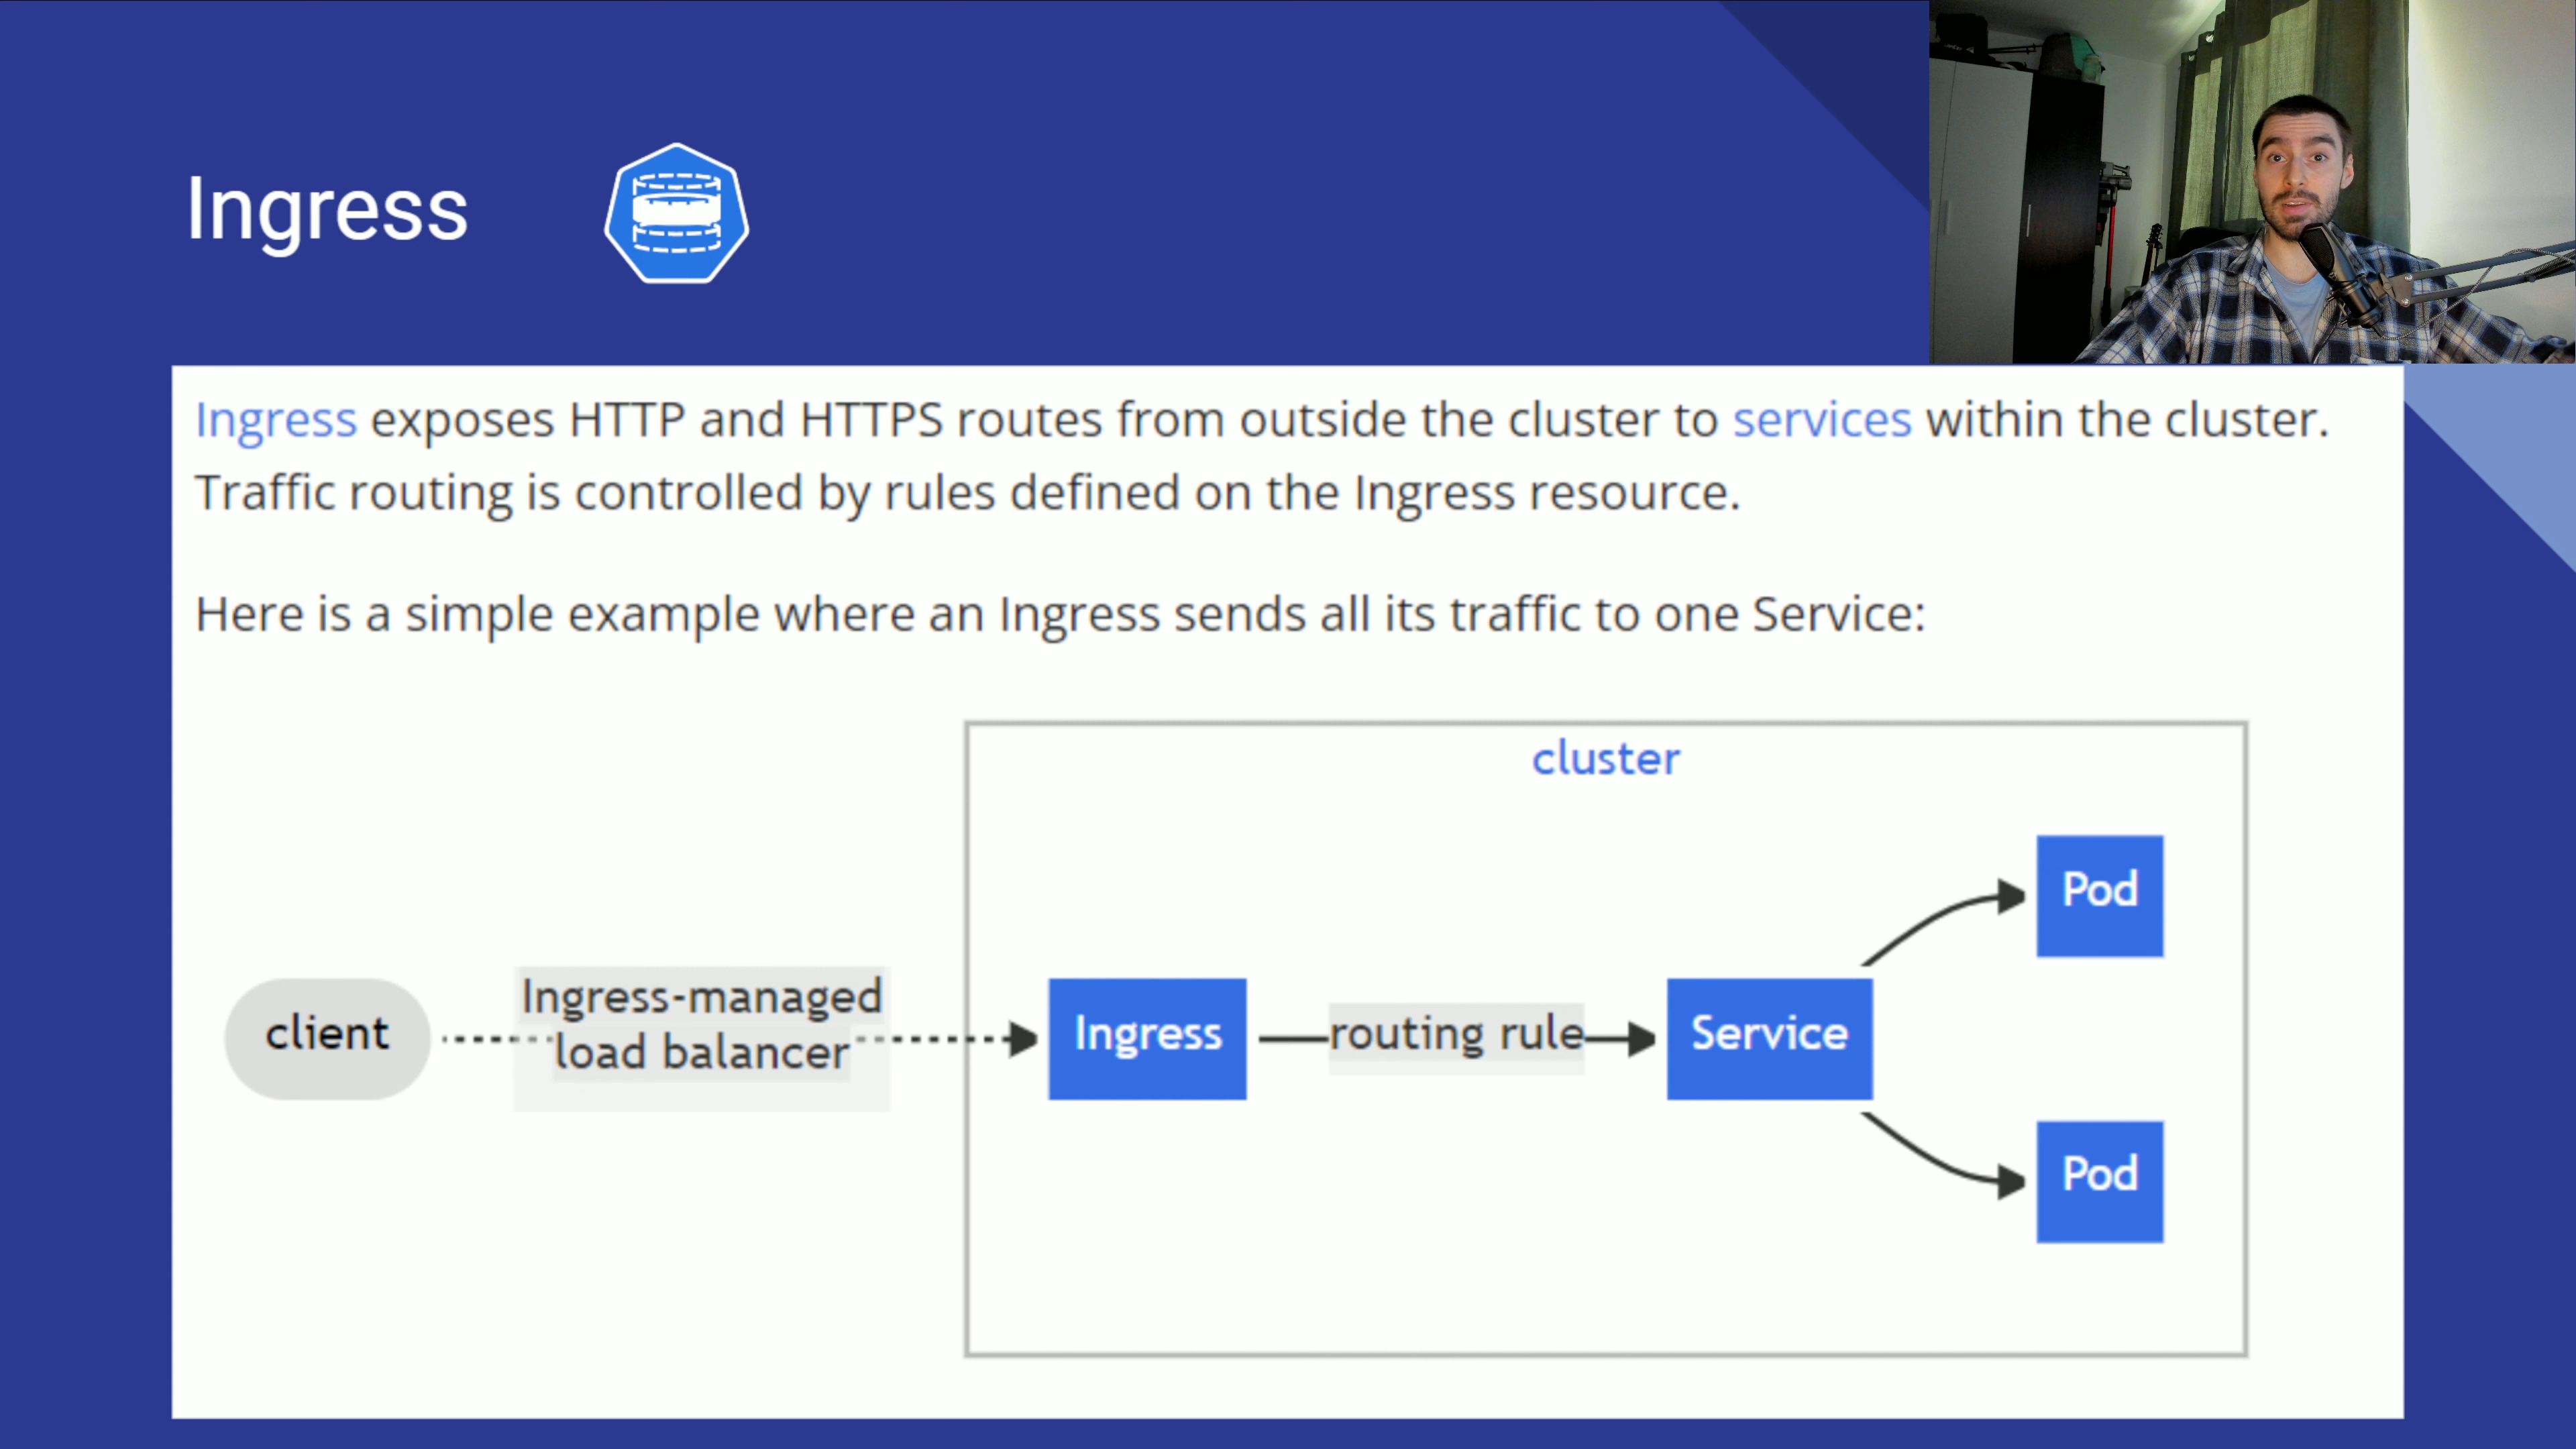 Ingress
Ingress exposes HTTP and HTTPS routes from outside the cluster to services within the cluster.
Traffic routing is controlled by rules defined on the Ingress resource.
Here is a simple example where an Ingress sends all its traffic to one Service:
cluster
client
Ingress-managed
load balancer
Ingress
routing rule
Service
Pod
Pod